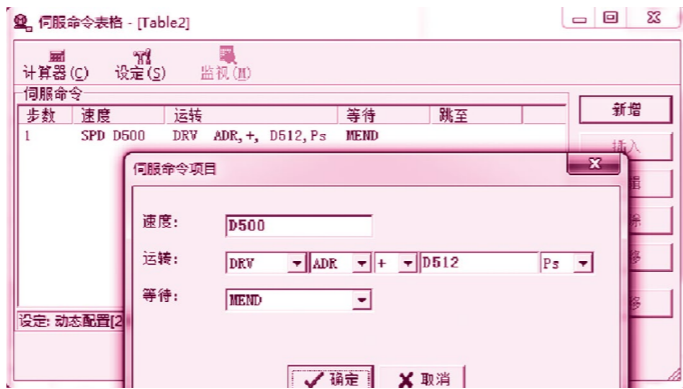 伺服命令表格 - [Table2]
计算器(C) 设定(S) 监视(M)
伺服命令
步数 速度 运转 等待 跳至
1 SPD D500 DRV ADR,+, D512,Ps MEND
新增
插入
伺服命令项目
速度: D500
运转: DRV ADR + D512 Ps
等待: MEND
设定: 动态配置[2
确定 取消